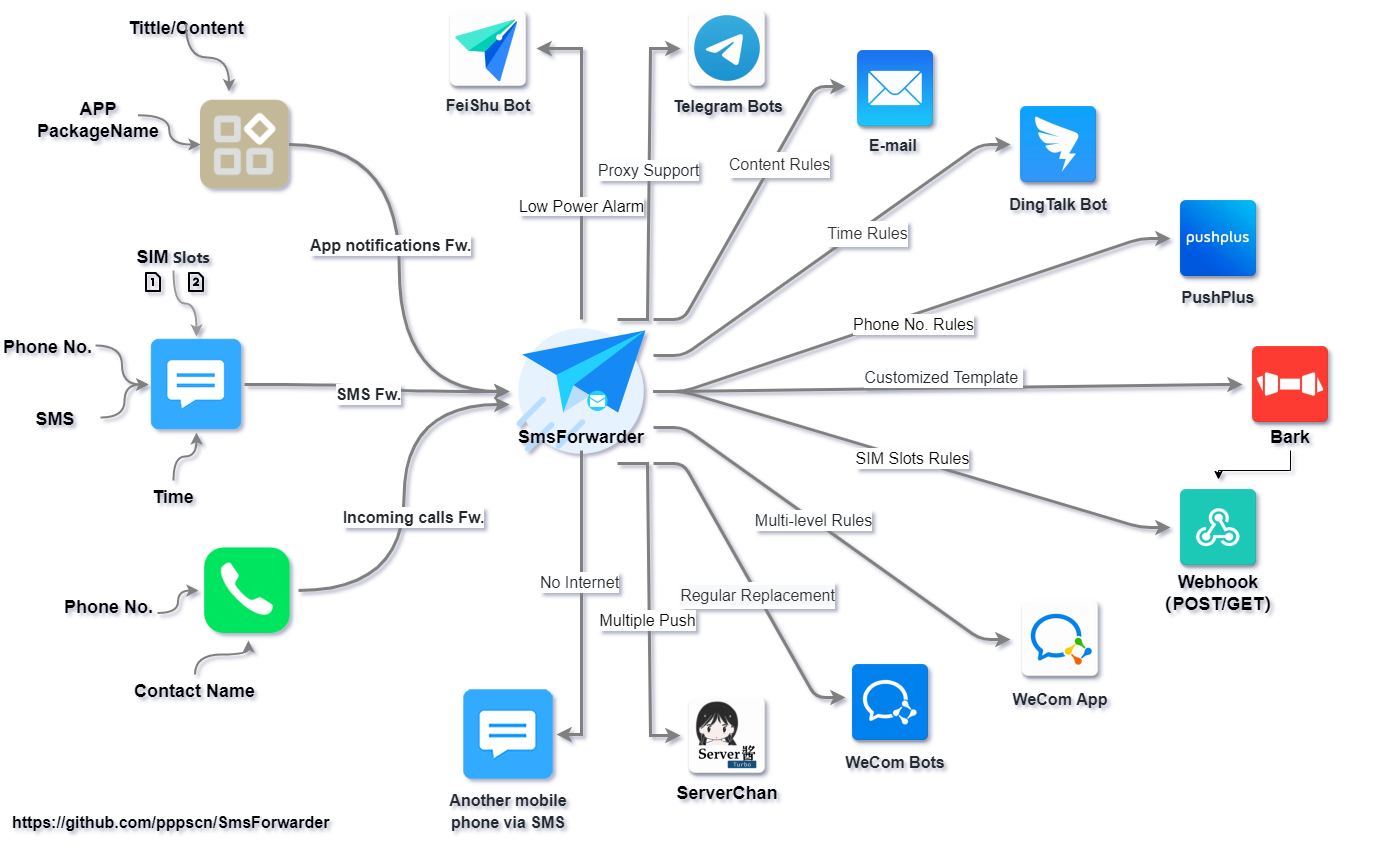 Tittle/Content
APP
PackageName
App notifications Fw.
SIM Slots
1
2
Phone No.
SMS
Time
SMS Fw.
Phone No.
Contact Name
Incoming calls Fw.
SmsForwarder
FeiShu Bot
Low Power Alarm
Telegram Bots
Proxy Support
E-mail
Content Rules
DingTalk Bot
Time Rules
pushplus
PushPlus
Phone No. Rules
Customized Template
Bark
SIM Slots Rules
Webhook
(POST/GET)
Multi-level Rules
WeCom App
Regular Replacement
WeCom Bots
Multiple Push
Server酱
Turbo
ServerChan
No Internet
Another mobile
phone via SMS
https://github.com/pppscn/SmsForwarder